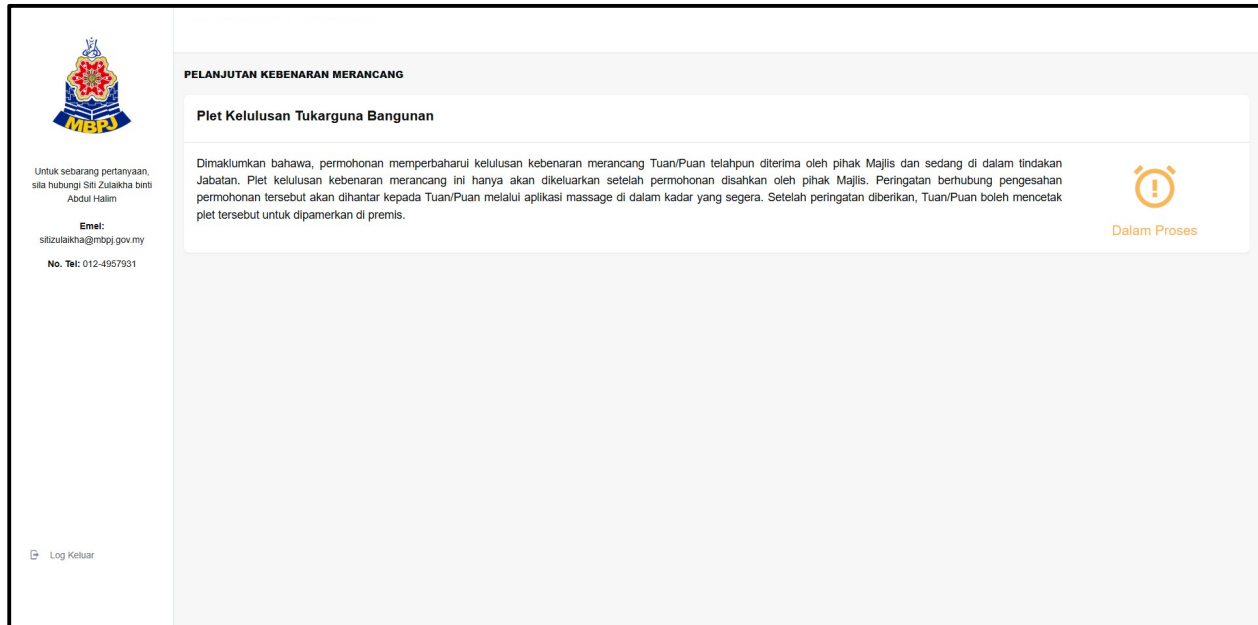 MBPJ
Untuk sebarang pertanyaan,
sila hubungi Siti Zulaikha binti
Abdul Halim
Emel:
sitizulaikha@mbpj.gov.my
No. Tel: 012-4957931
Log Keluar
PELANJUTAN KEBENARAN MERANCANG
Plet Kelulusan Tukarguna Bangunan
Dimaklumkan bahawa, permohonan memperbaharui kelulusan kebenaran merancang Tuan/Puan telahpun diterima oleh pihak Majlis dan sedang di dalam tindakan
Jabatan. Plet kelulusan kebenaran merancang ini hanya akan dikeluarkan setelah permohonan disahkan oleh pihak Majlis. Peringatan berhubung pengesahan
permohonan tersebut akan dihantar kepada Tuan/Puan melalui aplikasi massage di dalam kadar yang segera. Setelah peringatan diberikan, Tuan/Puan boleh mencetak
plet tersebut untuk dipamerkan di premis.
Dalam Proses